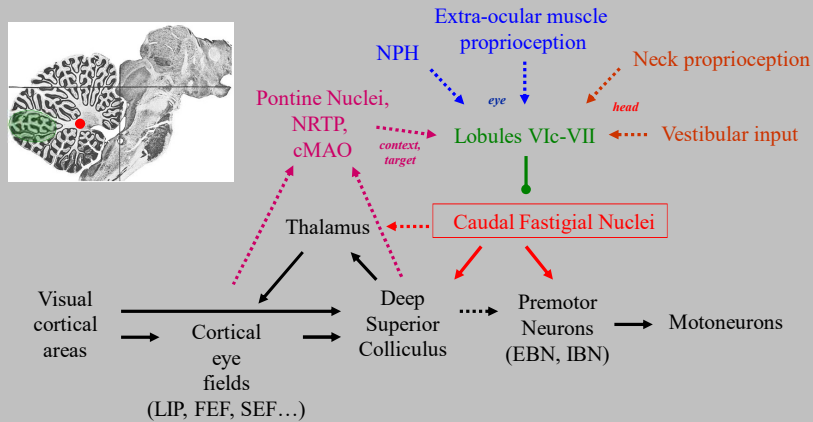 Extra-ocular muscle
proprioception
NPH
Neck proprioception
Pontine Nuclei,
NRTP,
cMAO
eye
head
context,
target
Lobules VIc-VII
Vestibular input
Thalamus
Caudal Fastigial Nuclei
Visual
cortical
areas
Cortical
eye
fields
(LIP, FEF, SEF…)
Deep
Superior
Colliculus
Premotor
Neurons
(EBN, IBN)
Motoneurons